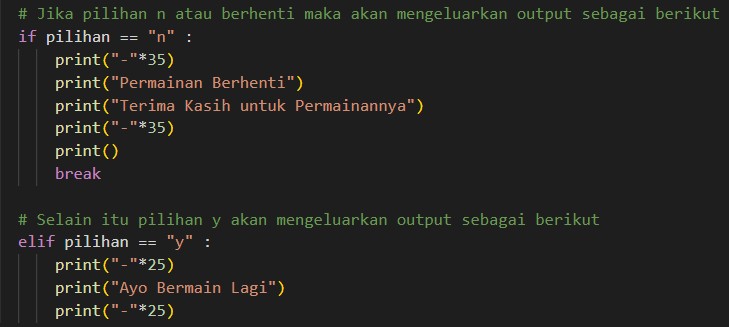 # Jika pilihan n atau berhenti maka akan mengeluarkan output sebagai berikut
if pilihan == "n" :
    print("-"*35)
    print("Permainan Berhenti")
    print("Terima Kasih untuk Permainannya")
    print("-"*35)
    print()
    break

# Selain itu pilihan y akan mengeluarkan output sebagai berikut
elif pilihan == "y" :
    print("-"*25)
    print("Ayo Bermain Lagi")
    print("-"*25)